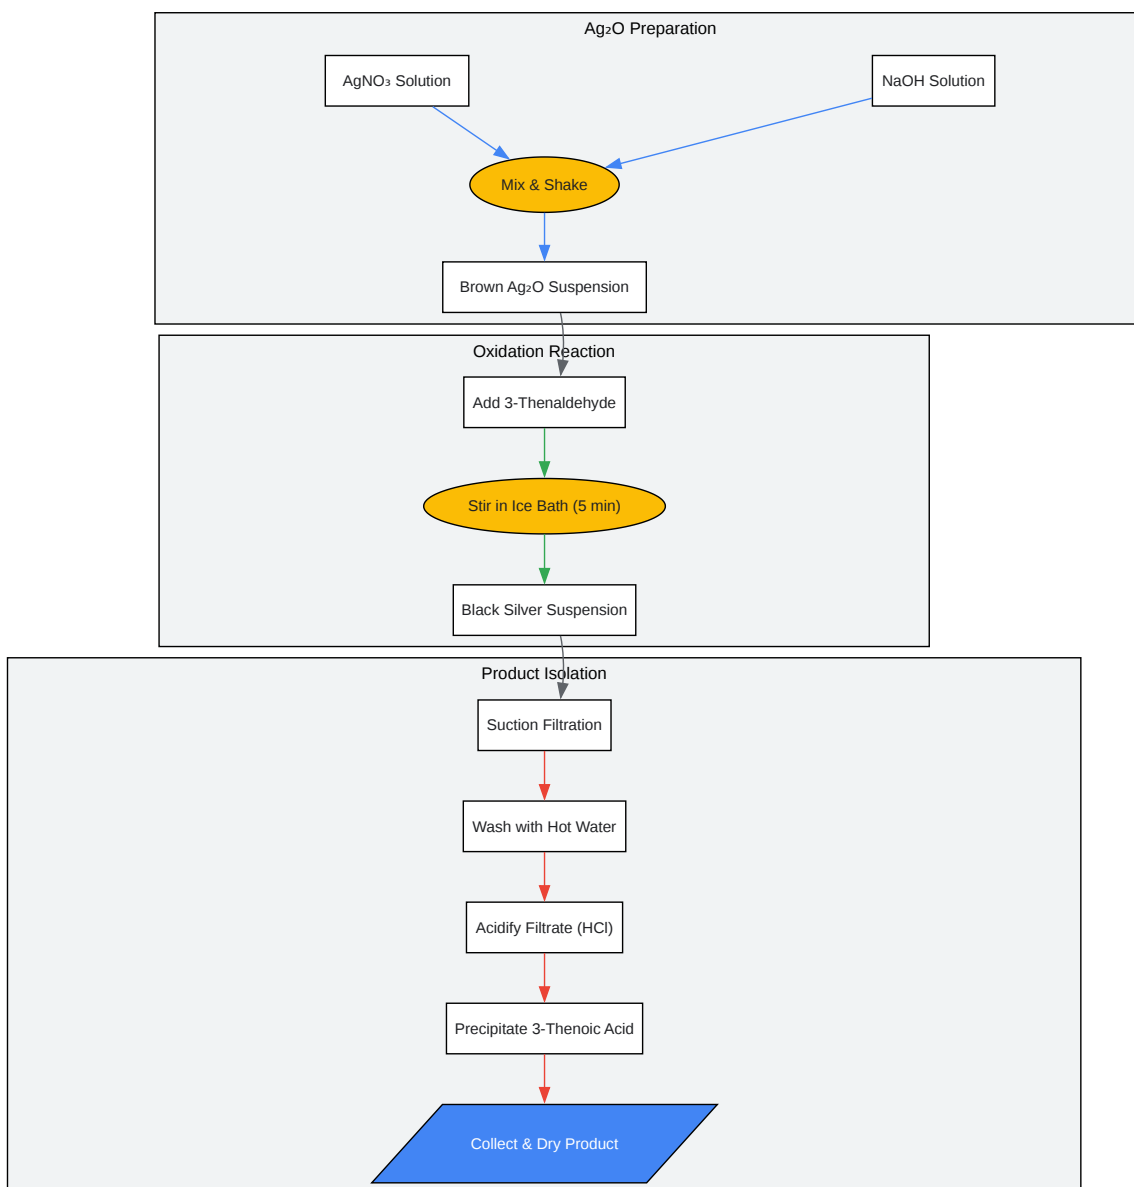 Ag₂O Preparation
AgNO₃ Solution
NaOH Solution
Mix & Shake
Brown Ag₂O Suspension
Oxidation Reaction
Add 3-Thenaldehyde
Stir in Ice Bath (5 min)
Black Silver Suspension
Product Isolation
Suction Filtration
Wash with Hot Water
Acidify Filtrate (HCl)
Precipitate 3-Thenoic Acid
Collect & Dry Product